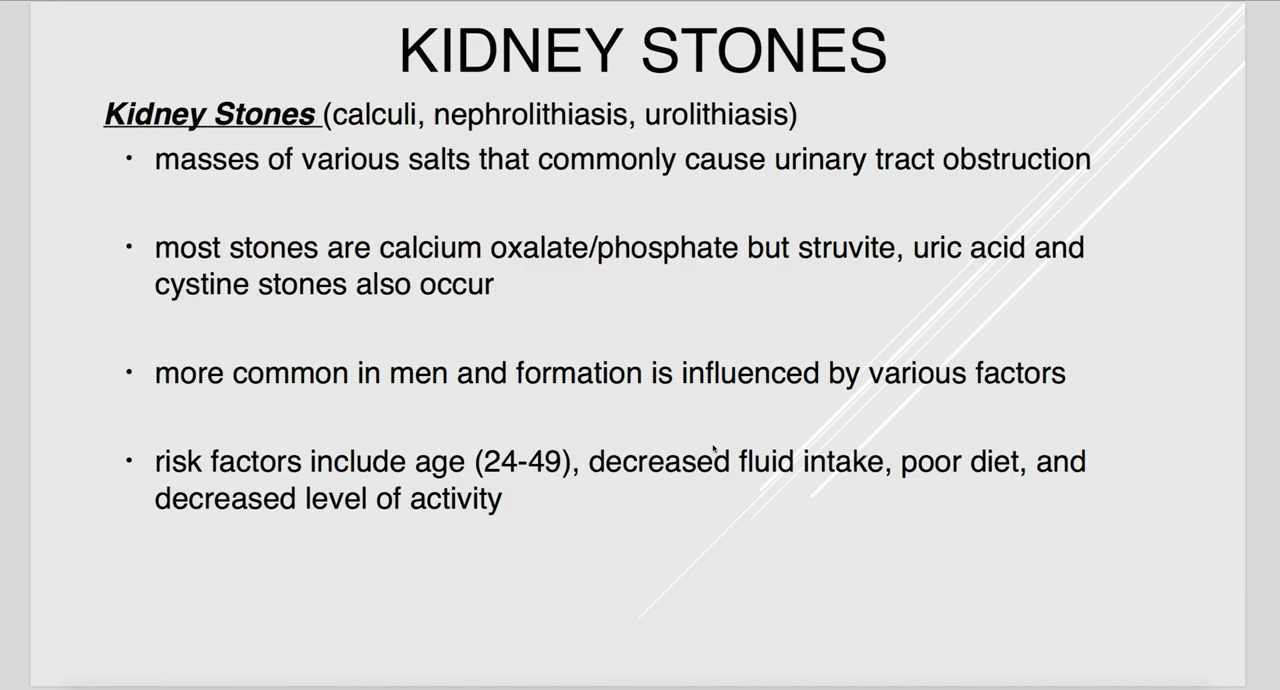 KIDNEY STONES
Kidney Stones (calculi, nephrolithiasis, urolithiasis)
• masses of various salts that commonly cause urinary tract obstruction
• most stones are calcium oxalate/phosphate but struvite, uric acid and
cystine stones also occur
• more common in men and formation is influenced by various factors
• risk factors include age (24-49), decreased fluid intake, poor diet, and
decreased level of activity